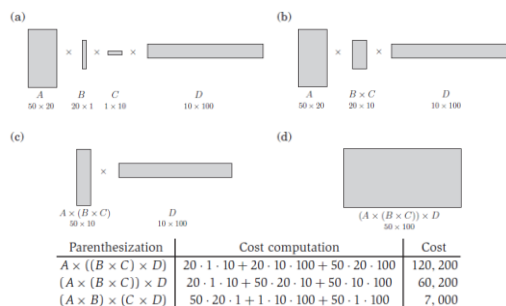 (a)
(b)
× × ×
× ×
A B C D
50 × 20 20 × 1 1 × 10 10 × 100
A B × C D
50 × 20 20 × 10 10 × 100
(c)
(d)
×
A × (B × C) D
50 × 10 10 × 100
(A × (B × C)) × D
50 × 100
Parenthesization Cost computation Cost
A × ((B × C) × D) 20 · 1 · 10 + 20 · 10 · 100 + 50 · 20 · 100 120, 200
(A × (B × C)) × D 20 · 1 · 10 + 50 · 20 · 10 + 50 · 10 · 100 60, 200
(A × B) × (C × D) 50 · 20 · 1 + 1 · 10 · 100 + 50 · 1 · 100 7, 000